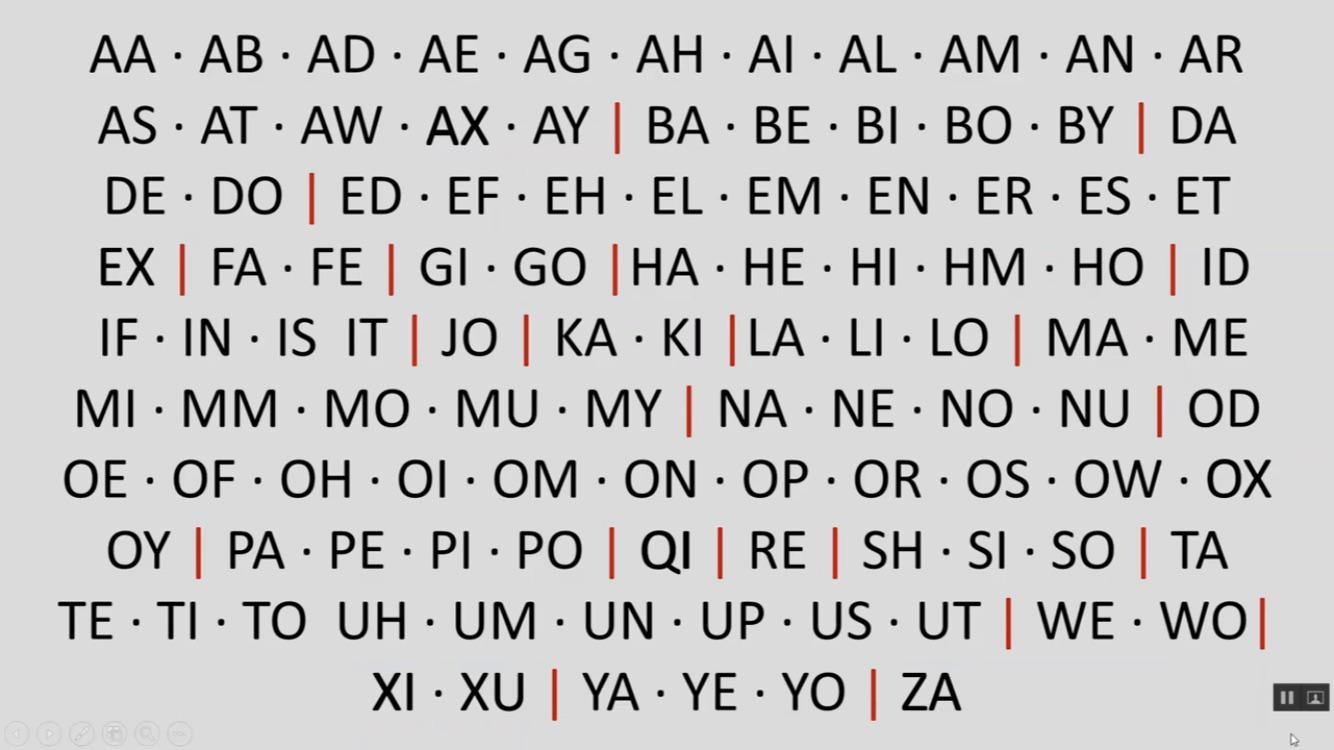 AA · AB · AD · AE · AG · AH · AI · AL · AM · AN · AR
AS · AT · AW · AX · AY | BA · BE · BI · BO · BY | DA
DE · DO | ED · EF · EH · EL · EM · EN · ER · ES · ET
EX | FA · FE | GI · GO |HA · HE · HI · HM · HO | ID
IF · IN · IS IT | JO | KA · KI |LA · LI · LO | MA · ME
MI · MM · MO · MU · MY | NA · NE · NO · NU | OD
OE · OF · OH · OI · OM · ON · OP · OR · OS · OW · OX
OY | PA · PE · PI · PO | QI | RE | SH · SI · SO | TA
TE · TI · TO UH · UM · UN · UP · US · UT | WE · WO|
XI · XU | YA · YE · YO | ZA